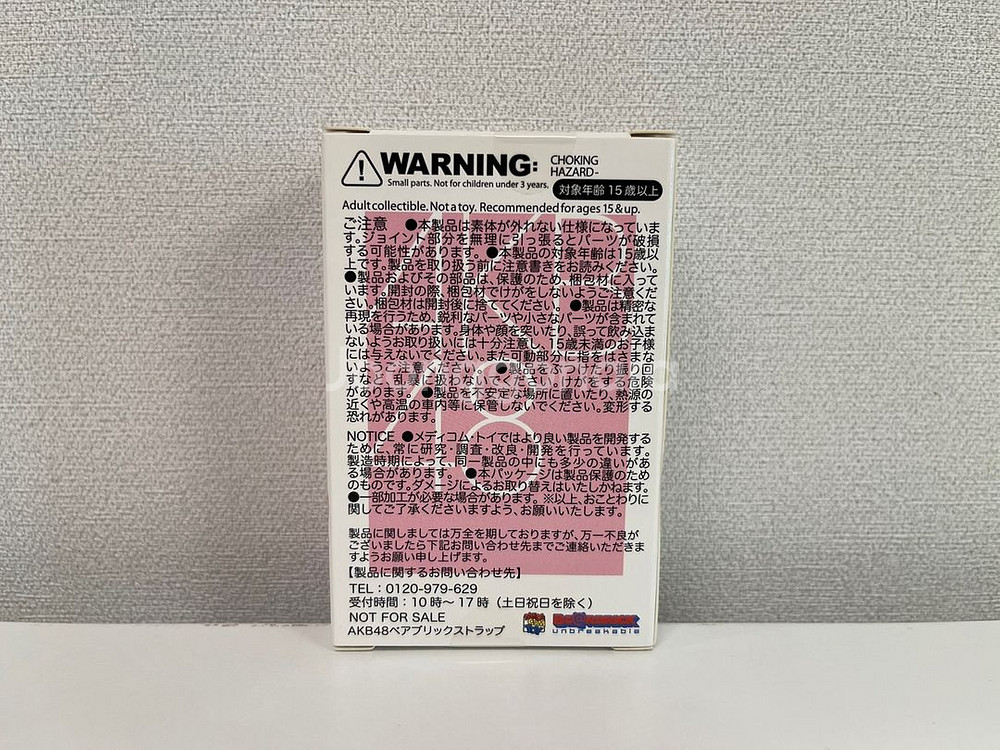 WARNING:
CHOKING
HAZARD-
Small parts. Not for children under 3 years.
対象年齢15歳以上
Adult collectible. Not a toy. Recommended for ages 15 & up.
ご注意 ●本製品は素体が外れない仕様になっていま
す。ジョイント部分を無理に引っ張るとパーツが破損
する可能性があります。●本製品の対象年齢は15歳以
上です。製品を取り扱う前に注意書きをお読みください。
●製品およびその部品は、保護のため、梱包材に入って
います。開封の際、梱包材でけがをしないようご注意くだ
さい。梱包材は開封後に捨ててください。 ●製品は精密な
再現を行うため、鋭利なパーツや小さなパーツが含まれて
いる場合があります。身体や顔を突いたり、誤って飲み込ま
ないようお取り扱いには十分注意し、15歳未満のお子様
には与えないでください。また可動部分に指をはさまな
いようご注意ください。 ●製品をぶつけたり振り回
すなど、乱暴に扱わないでください。けがをする危険
があります。 ●製品を不安定な場所に置いたり、熱源の
近くや高温の車内等に保管しないでください。変形する
恐れがあります。
NOTICE ●メディコム・トイではより良い製品を開発する
ために、常に研究・調査・改良・開発を行っています。
製造時期によって、同一製品の中にも多少の違いがあ
る場合があります。 ●本パッケージは製品保護のため
のものです。ダメージによるお取り替えはいたしかねます。
●一部加工が必要な場合があります。 ※以上、おことわりに
関してご了承くださいますよう、お願いいたします。
製品に関しましては万全を期しておりますが、万一不良が
ございましたら下記お問い合わせ先までご連絡いただきま
すようお願い申し上げます。
【製品に関するお問い合わせ先】
TEL：0120-979-629
受付時間：10時〜17時（土日祝日を除く）
NOT FOR SALE
AKB48ベアブリックストラップ
BE@RBRICK
unbreakable
AKB
48